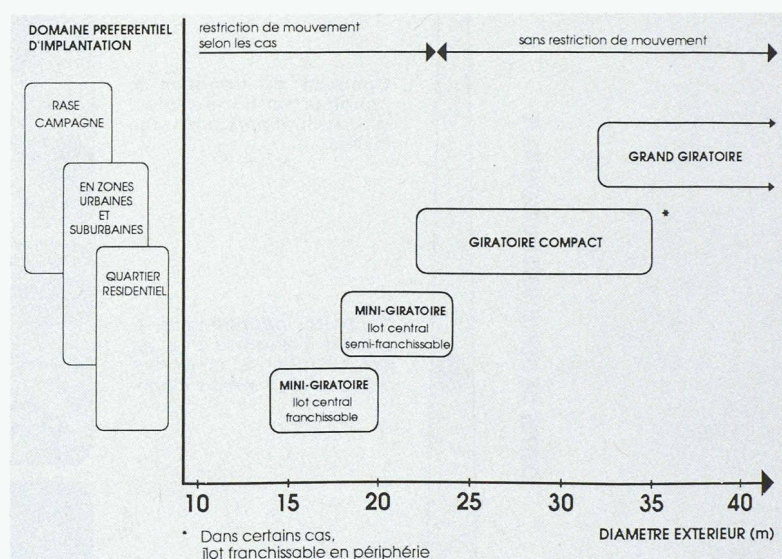 DOMAINE PREFERENTIEL
D'IMPLANTATION
restriction de mouvement
selon les cas
sans restriction de mouvement
RASE
CAMPAGNE
EN ZONES
URBAINES
ET
SUBURBAINES
QUARTIER
RESIDENTIEL
GRAND GIRATOIRE
GIRATOIRE COMPACT
*
MINI-GIRATOIRE
Ilot central
semi-franchissable
MINI-GIRATOIRE
Ilot central
franchissable
10 15 20 25 30 35 40
DIAMETRE EXTERIEUR (m)
* Dans certains cas,
îlot franchissable en périphérie